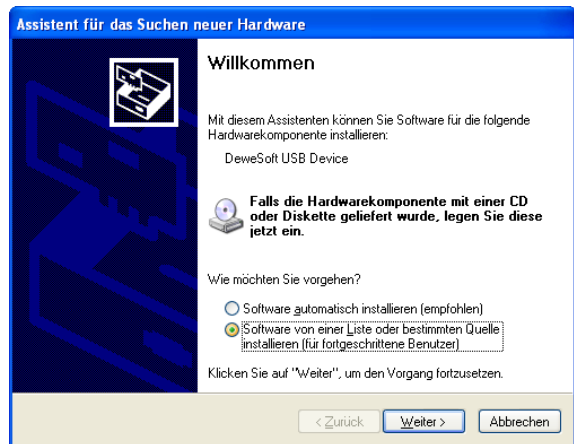 Assistent für das Suchen neuer Hardware
Willkommen
Mit diesem Assistenten können Sie Software für die folgende
Hardwarekomponente installieren:
DeweSoft USB Device
Falls die Hardwarekomponente mit einer CD
oder Diskette geliefert wurde, legen Sie diese
jetzt ein.
Wie möchten Sie vorgehen?
Software automatisch installieren (empfohlen)
Software von einer Liste oder bestimmten Quelle
installieren (für fortgeschrittene Benutzer)
Klicken Sie auf "Weiter", um den Vorgang fortzusetzen.
< Zurück Weiter > Abbrechen